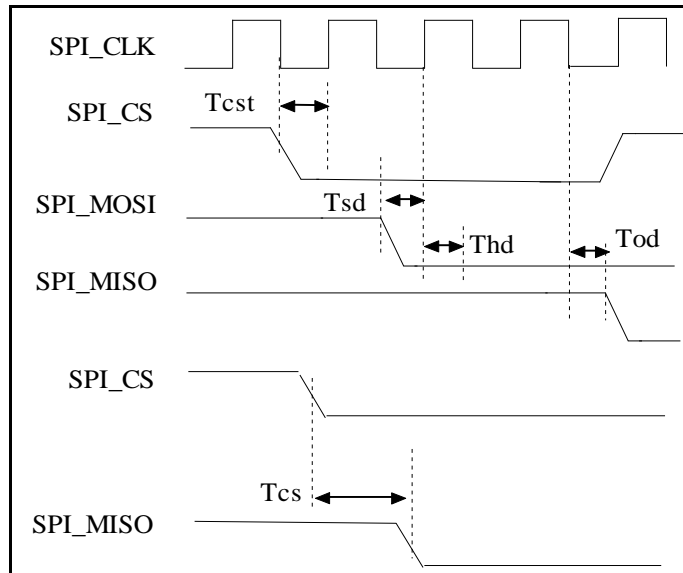 SPI_CLK
Tcst
SPI_CS
Tsd
SPI_MOSI
Thd
Tod
SPI_MISO
SPI_CS
Tcs
SPI_MISO